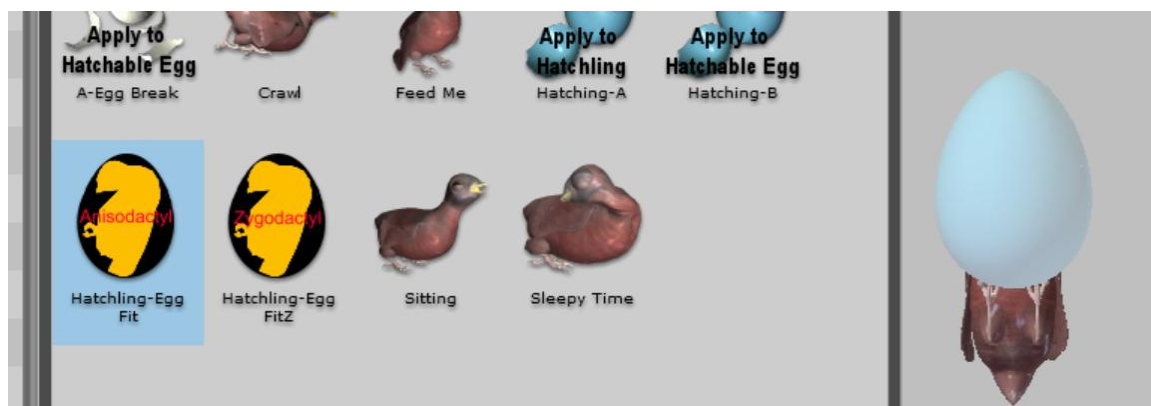 Apply to
Hatchable Egg
A-Egg Break
Crawl
Feed Me
Apply to
Hatchling
Hatching-A
Apply to
Hatchable Egg
Hatching-B
Anisodactyl
Hatchling-Egg
Fit
Zygodactyl
Hatchling-Egg
FitZ
Sitting
Sleepy Time